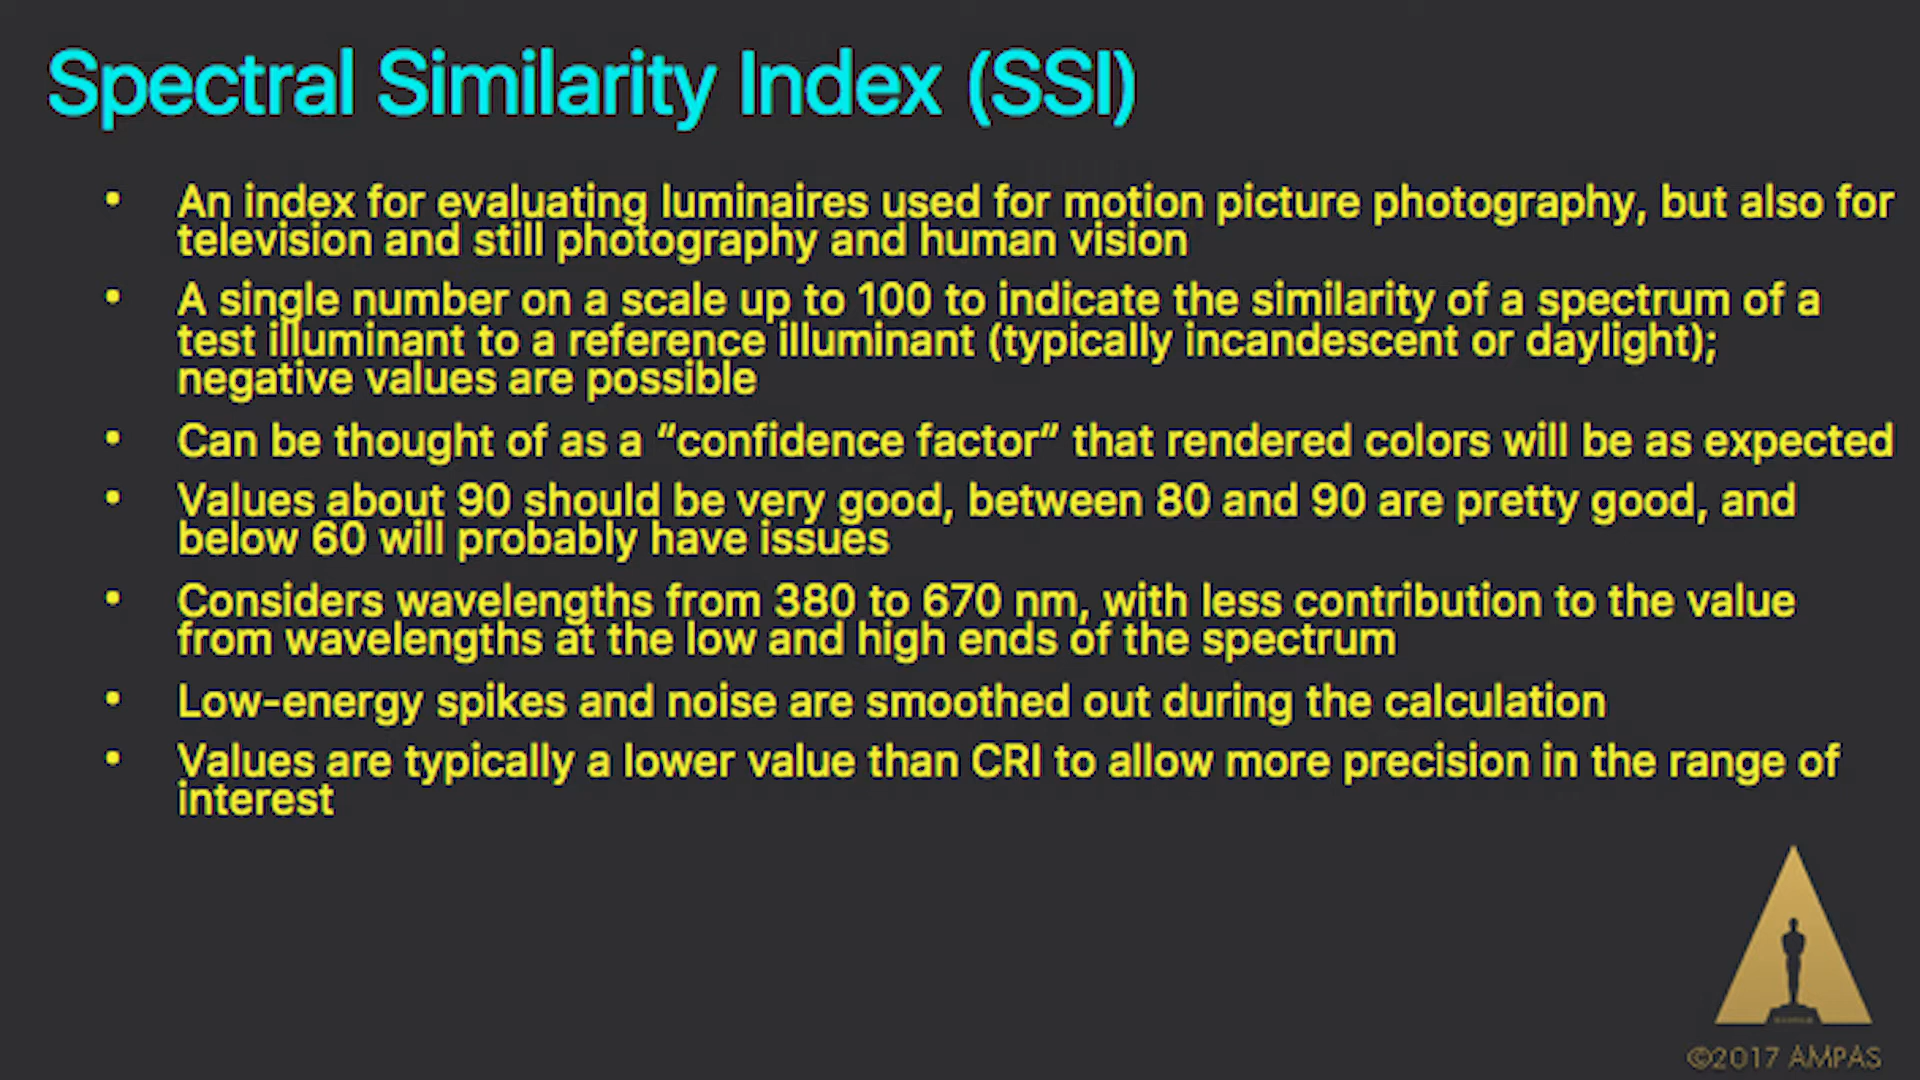 Spectral Similarity Index (SSI)
• An index for evaluating luminaires used for motion picture photography, but also for
television and still photography and human vision
• A single number on a scale up to 100 to indicate the similarity of a spectrum of a
test illuminant to a reference illuminant (typically incandescent or daylight);
negative values are possible
• Can be thought of as a “confidence factor” that rendered colors will be as expected
• Values about 90 should be very good, between 80 and 90 are pretty good, and
below 60 will probably have issues
• Considers wavelengths from 380 to 670 nm, with less contribution to the value
from wavelengths at the low and high ends of the spectrum
• Low-energy spikes and noise are smoothed out during the calculation
• Values are typically a lower value than CRI to allow more precision in the range of
interest
©2017 AMPAS